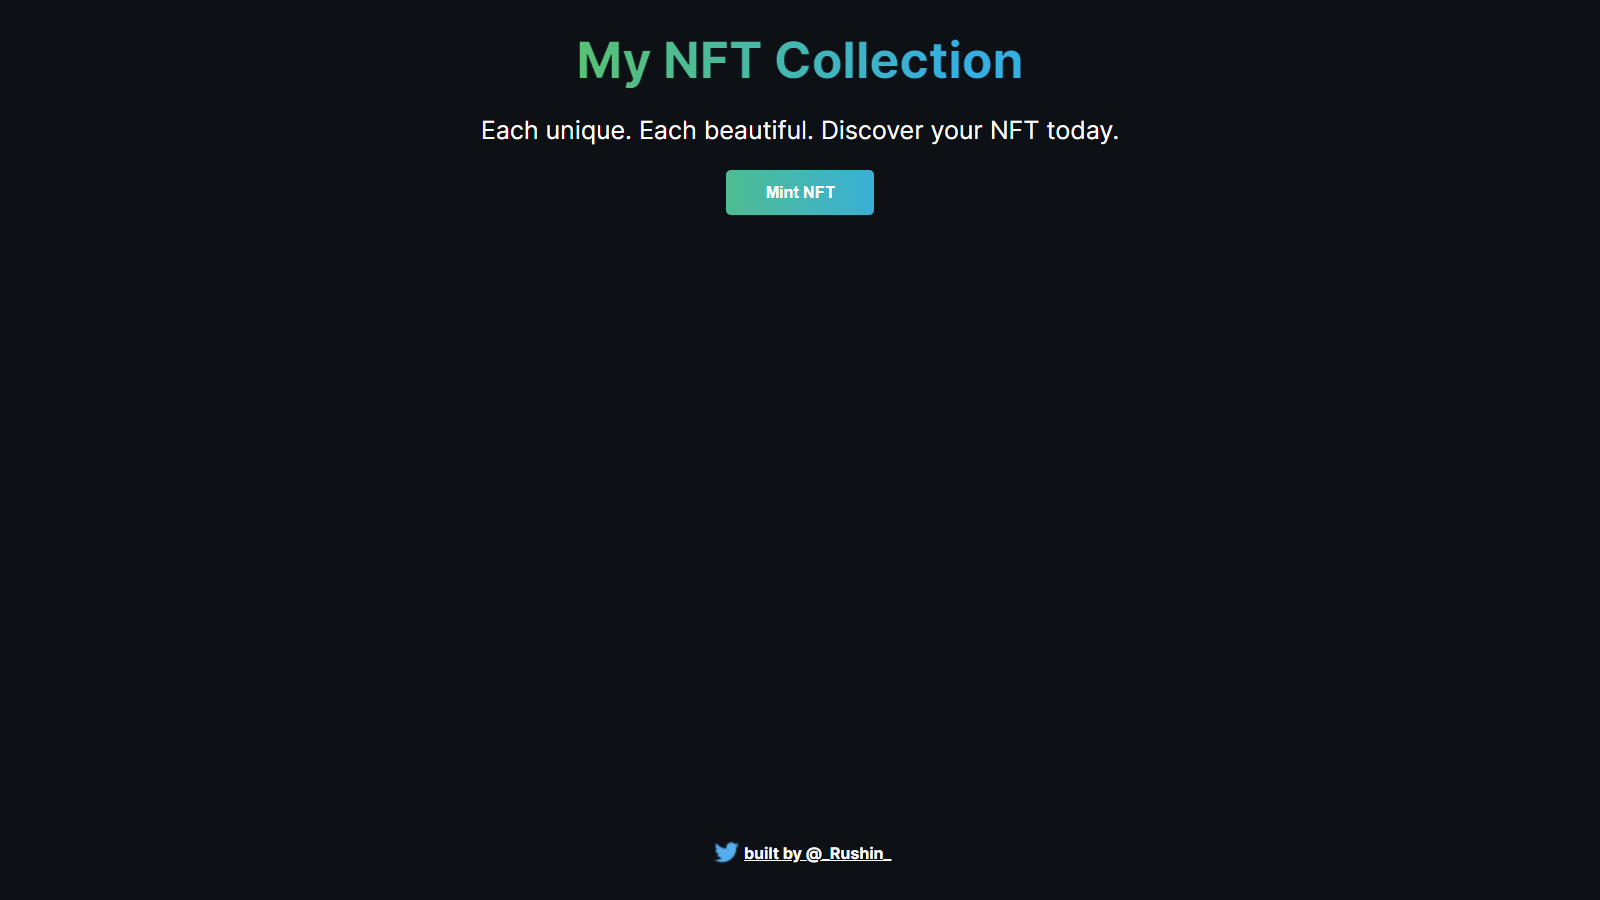 My NFT Collection
Each unique. Each beautiful. Discover your NFT today.
Mint NFT
built by @_Rushin_